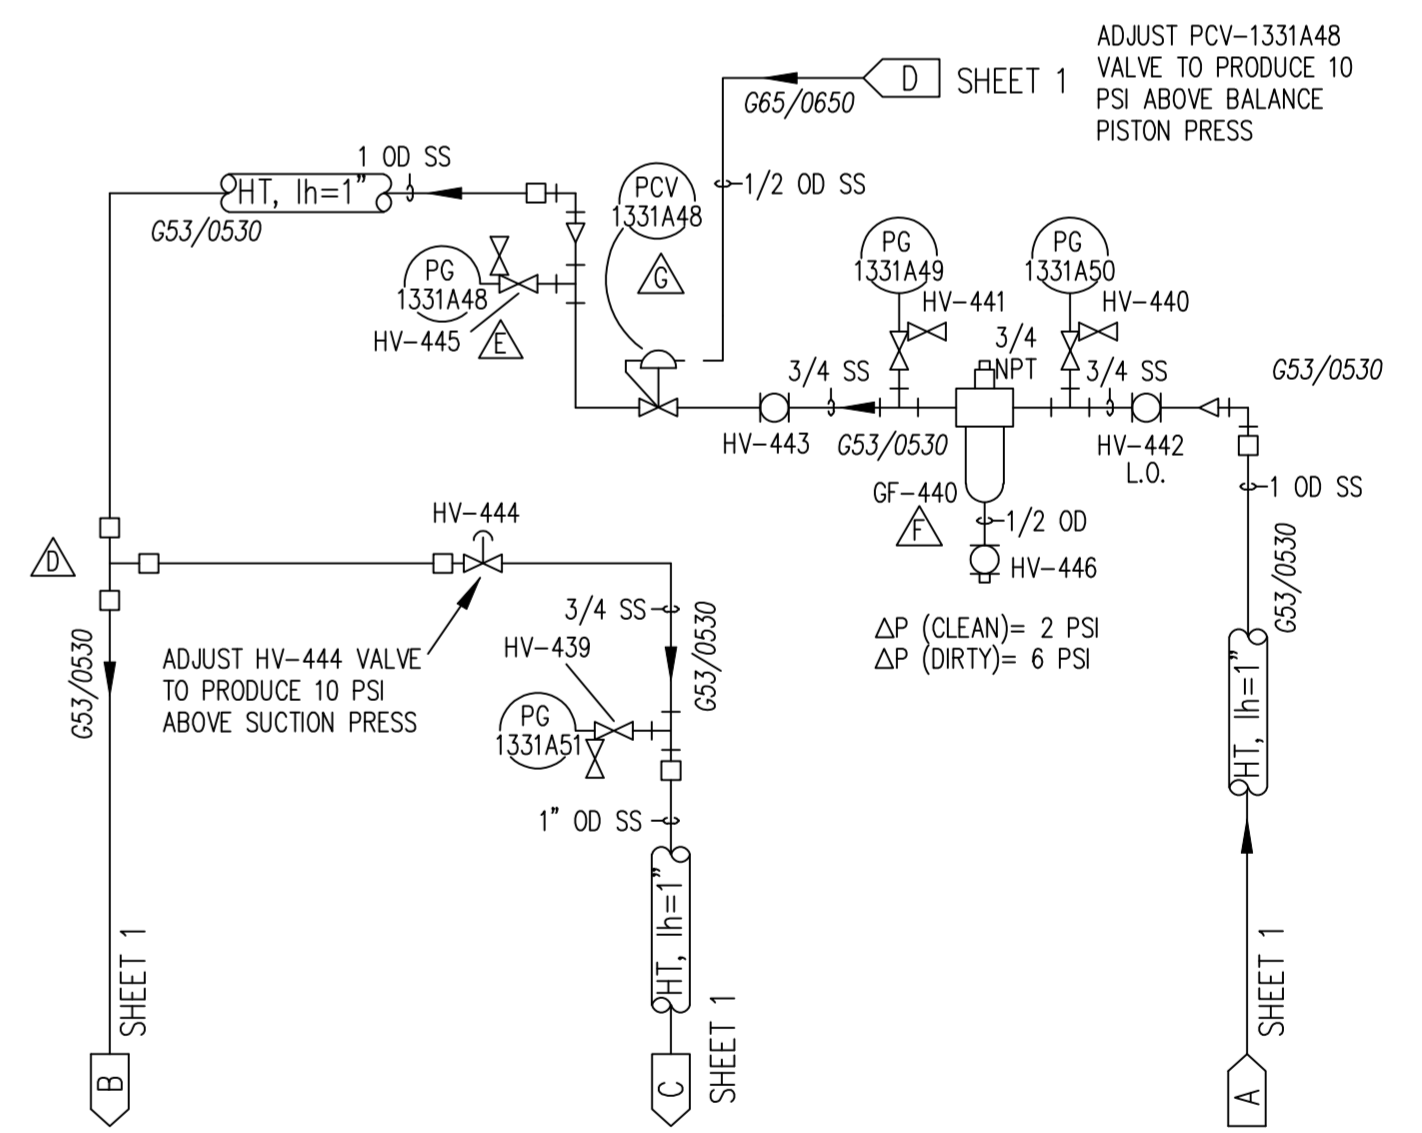 ADJUST PCV-1331A48
VALVE TO PRODUCE 10
PSI ABOVE BALANCE
PISTON PRESS
D SHEET 1
G65/0650
1 OD SS
HT, lh=1"
G53/0530
PCV
1331A48
1/2 OD SS
G
PG
1331A48
HV-445
E
PG
1331A49
HV-441
PG
1331A50
HV-440
3/4
NPT
3/4 SS
3/4 SS
G53/0530
HV-443
G53/0530
HV-442
L.O.
GF-440
F
1/2 OD
HV-446
1 OD SS
G53/0530
△P (CLEAN)= 2 PSI
△P (DIRTY)= 6 PSI
HV-444
D
3/4 SS
G53/0530
G53/0530
ADJUST HV-444 VALVE
TO PRODUCE 10 PSI
ABOVE SUCTION PRESS
HV-439
PG
1331A51
1" OD SS
HT, lh=1"
HT, lh=1"
SHEET 1
B
SHEET 1
C
SHEET 1
A